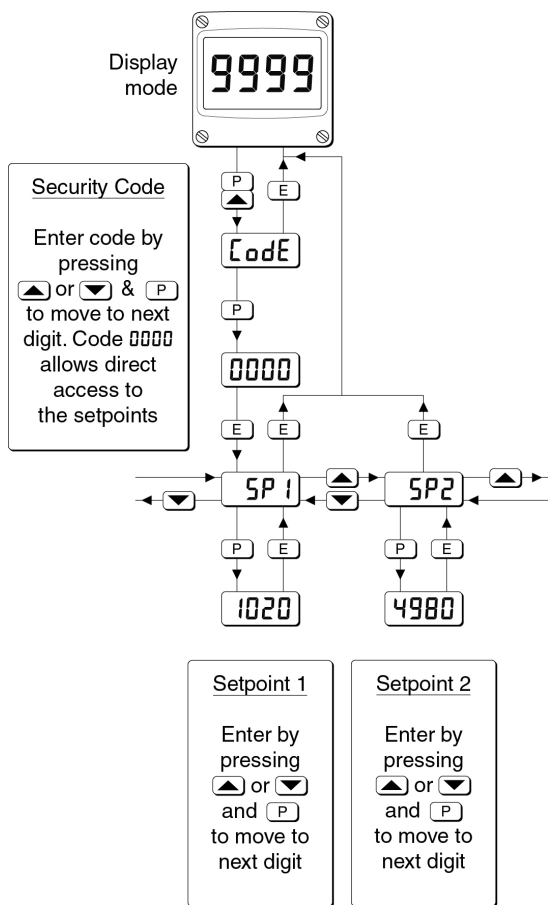 Display
mode
9999
P
E
Security Code
Enter code by
pressing
or & P
to move to next
digit. Code 0000
allows direct
access to
the setpoints
CodE
P
0000
E E E
SP1 SP2
P E P E
1020 4980
Setpoint 1
Enter by
pressing
or
and P
to move to
next digit
Setpoint 2
Enter by
pressing
or
and P
to move to
next digit